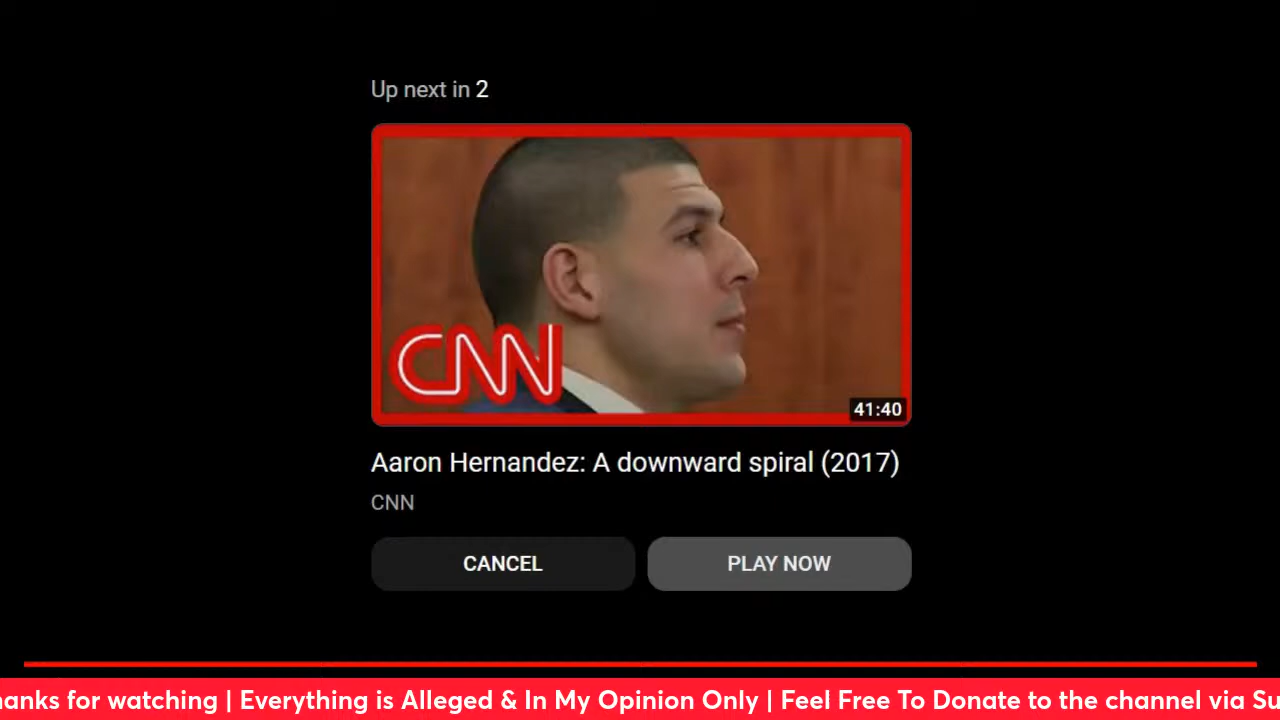 Up next in 2
CNN
41:40
Aaron Hernandez: A downward spiral (2017)
CNN
CANCEL
PLAY NOW
hanks for watching | Everything is Alleged & In My Opinion Only | Feel Free To Donate to the channel via Su